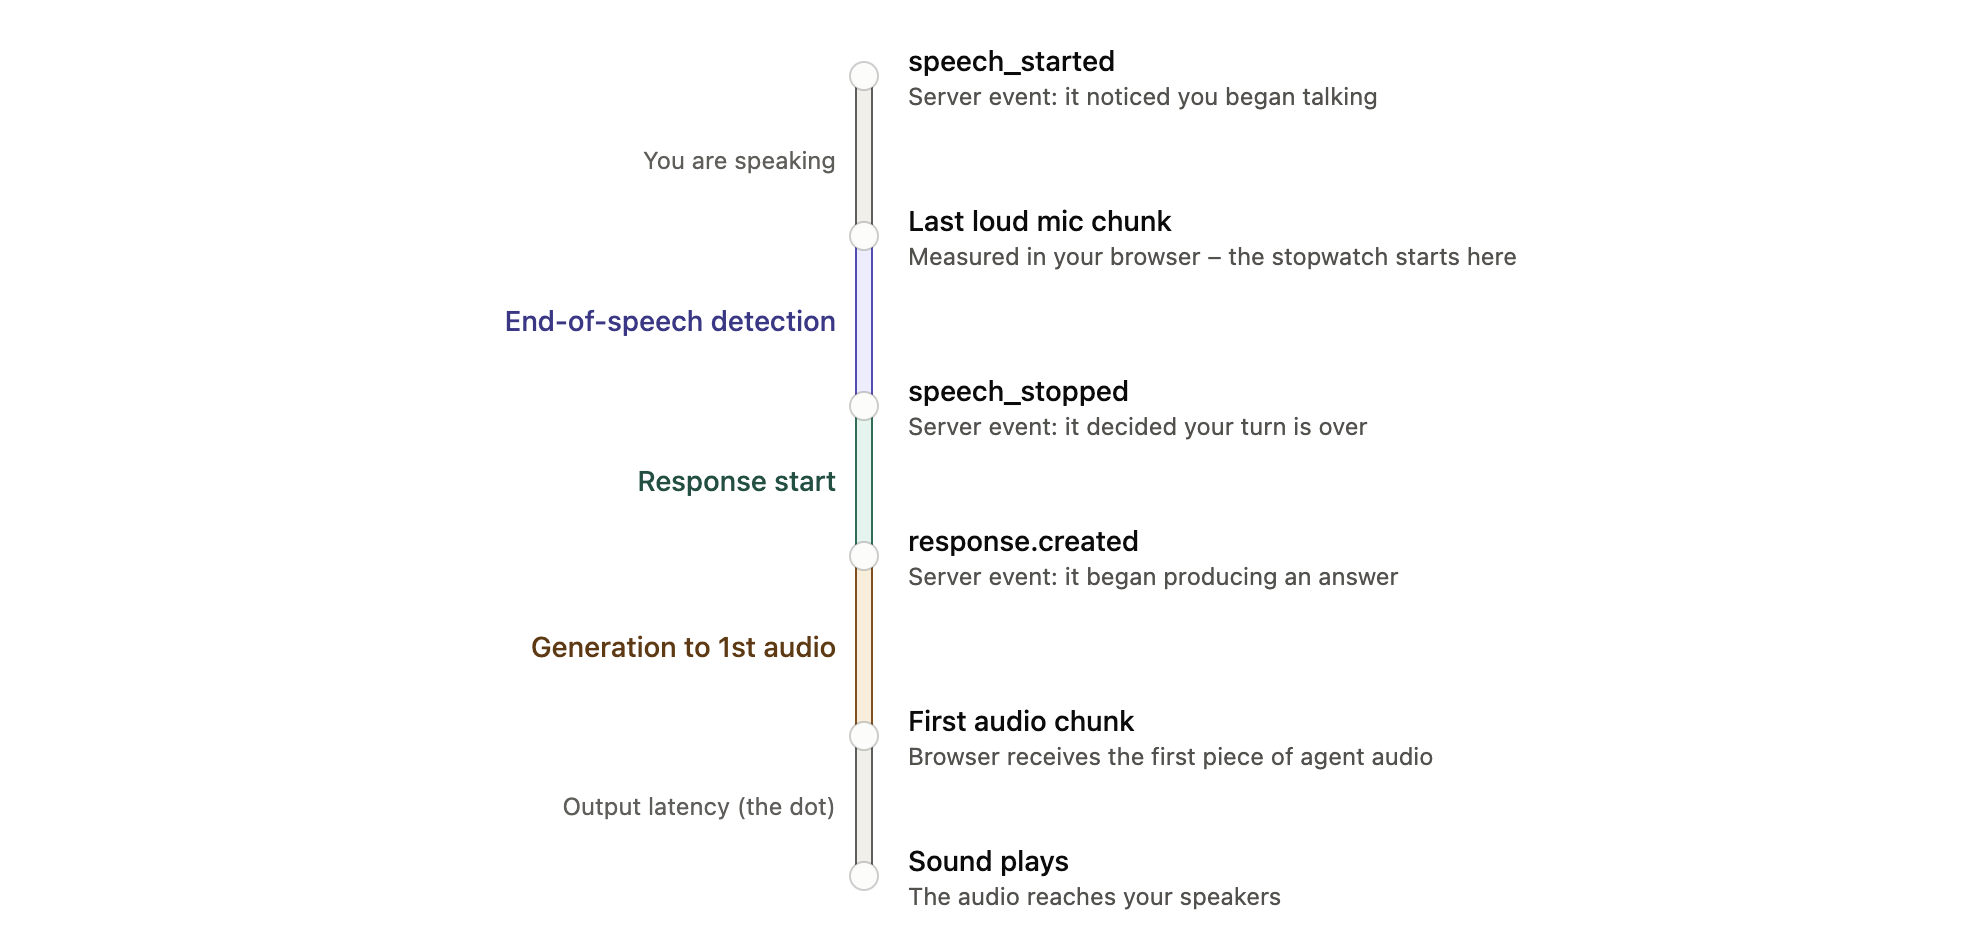 speech_started
Server event: it noticed you began talking
You are speaking
Last loud mic chunk
Measured in your browser – the stopwatch starts here
End-of-speech detection
speech_stopped
Server event: it decided your turn is over
Response start
response.created
Server event: it began producing an answer
Generation to 1st audio
First audio chunk
Browser receives the first piece of agent audio
Output latency (the dot)
Sound plays
The audio reaches your speakers